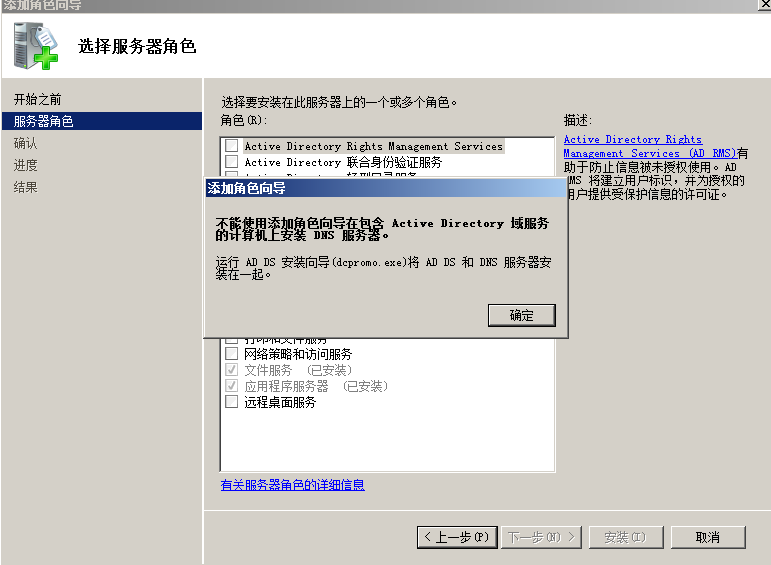 添加角色向导
选择服务器角色
开始之前
服务器角色
确认
进度
结果
选择要安装在此服务器上的一个或多个角色。
角色(R):
Active Directory Rights Management Services
Active Directory 联合身份验证服务
添加角色向导
不能使用添加角色向导在包含 Active Directory 域服务
的计算机上安装 DNS 服务器。
运行 AD DS 安装向导(dcpromo.exe)将 AD DS 和 DNS 服务器安
装在一起。
确定
打印和文件服务
网络策略和访问服务
文件服务 (已安装)
应用程序服务器 (已安装)
远程桌面服务
有关服务器角色的详细信息
描述:
Active Directory Rights
Management Services (AD RMS)有
助于防止信息被未授权使用。AD
RMS 将建立用户标识，并为授权的
用户提供受保护信息的许可证。
< 上一步(P)
下一步(N) >
安装(I)
取消